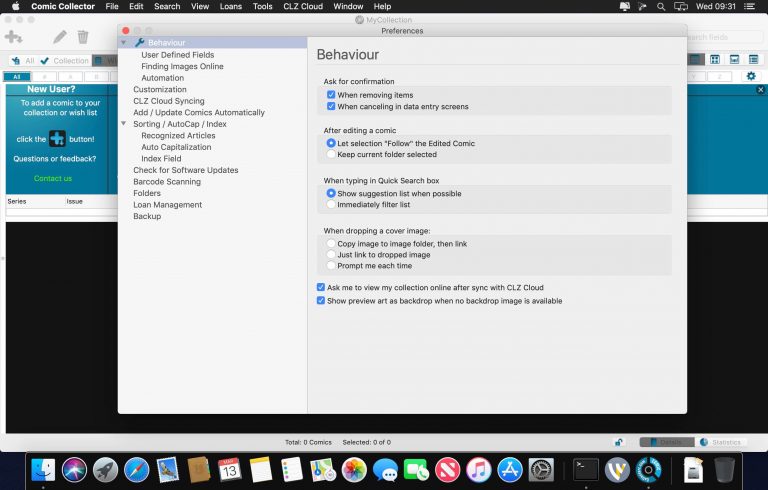 Comic Collector File Edit Search View Loans Tools CLZ Cloud Window Help Wed 09:31
MyCollection
Preferences
All Collection
All
New User?
To add a comic to your
collection or wish list
click the button!
Questions or feedback?
Contact us
Series Issue
Behaviour
User Defined Fields
Finding Images Online
Automation
Customization
CLZ Cloud Syncing
Add / Update Comics Automatically
Sorting / AutoCap / Index
Recognized Articles
Auto Capitalization
Index Field
Check for Software Updates
Barcode Scanning
Folders
Loan Management
Backup
Behaviour
Ask for confirmation
When removing items
When canceling in data entry screens
After editing a comic
Let selection "Follow" the Edited Comic
Keep current folder selected
When typing in Quick Search box
Show suggestion list when possible
Immediately filter list
When dropping a cover image:
Copy image to image folder, then link
Just link to dropped image
Prompt me each time
Ask me to view my collection online after sync with CLZ Cloud
Show preview art as backdrop when no backdrop image is available
search fields
Y Z
Total: 0 Comics Selected: 0 of 0
Details Statistics
13